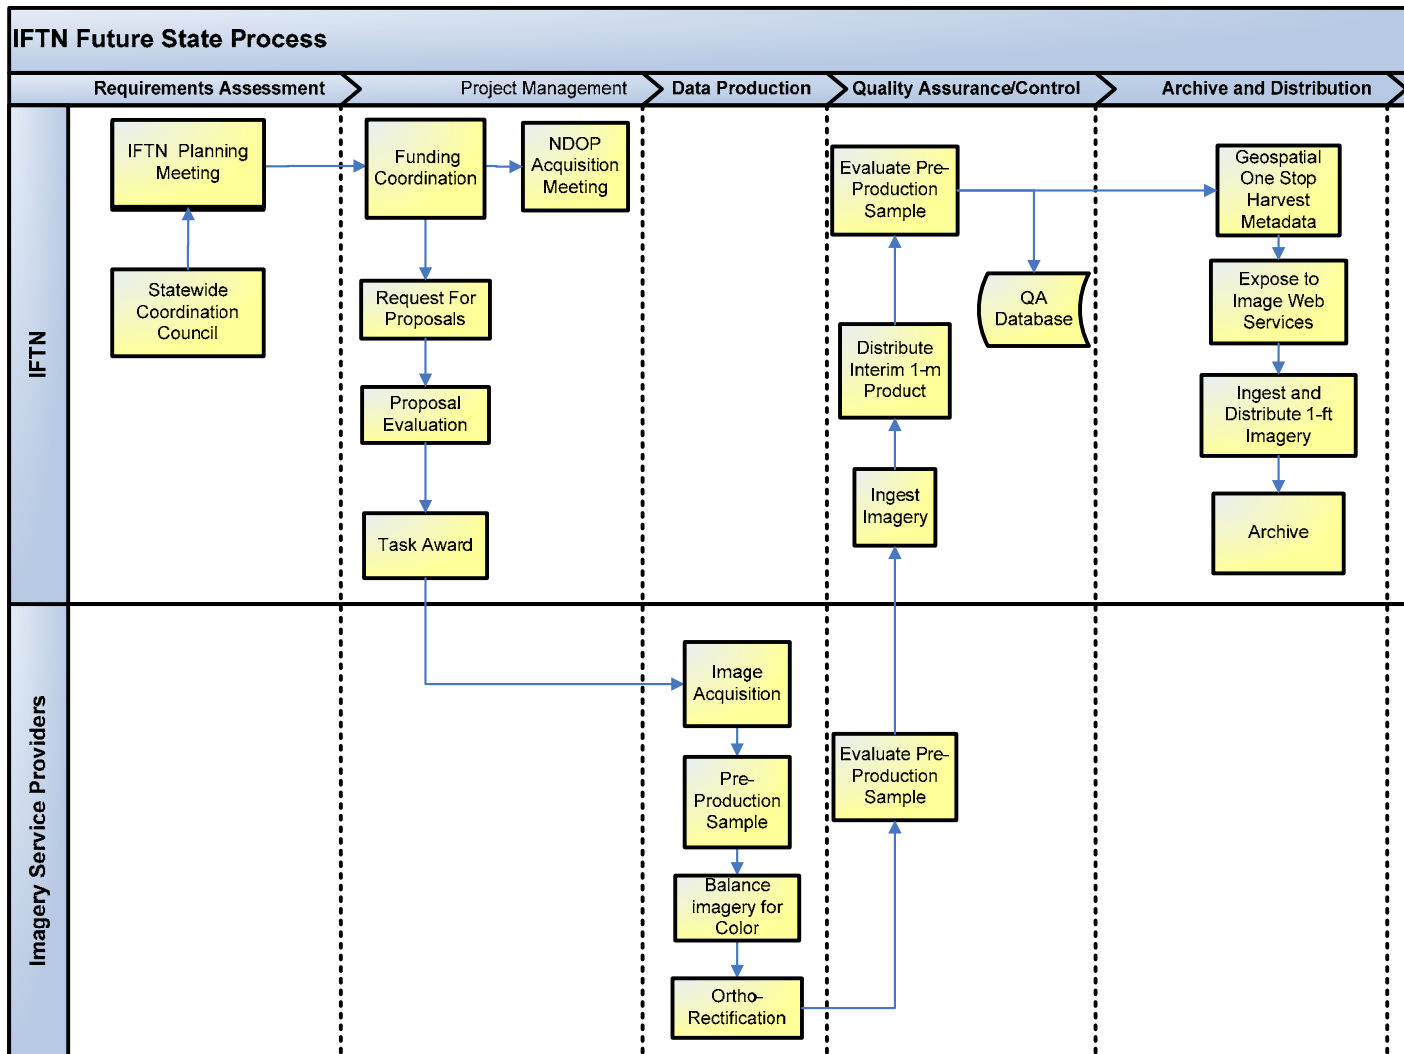 IFTN Future State Process
Requirements Assessment
Project Management
Data Production
Quality Assurance/Control
Archive and Distribution
IFTN
IFTN Planning
Meeting
Statewide
Coordination
Council
Funding
Coordination
NDOP
Acquisition
Meeting
Request For
Proposals
Proposal
Evaluation
Task Award
Evaluate Pre-
Production
Sample
QA
Database
Distribute
Interim 1-m
Product
Ingest
Imagery
Geospatial
One Stop
Harvest
Metadata
Expose to
Image Web
Services
Ingest and
Distribute 1-ft
Imagery
Archive
Imagery Service Providers
Image
Acquisition
Pre-
Production
Sample
Balance
imagery for
Color
Ortho-
Rectification
Evaluate Pre-
Production
Sample